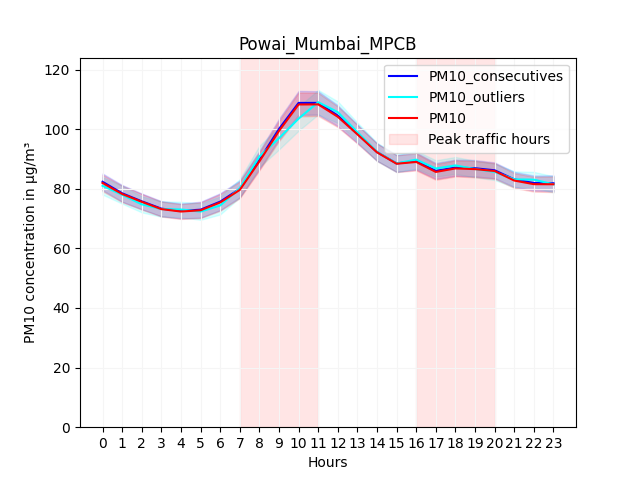 Powai_Mumbai_MPCB
PM10_consecutives
PM10_outliers
PM10
Peak traffic hours
PM10 concentration in µg/m³
120
100
80
60
40
20
0
0 1 2 3 4 5 6 7 8 9 10 11 12 13 14 15 16 17 18 19 20 21 22 23
Hours